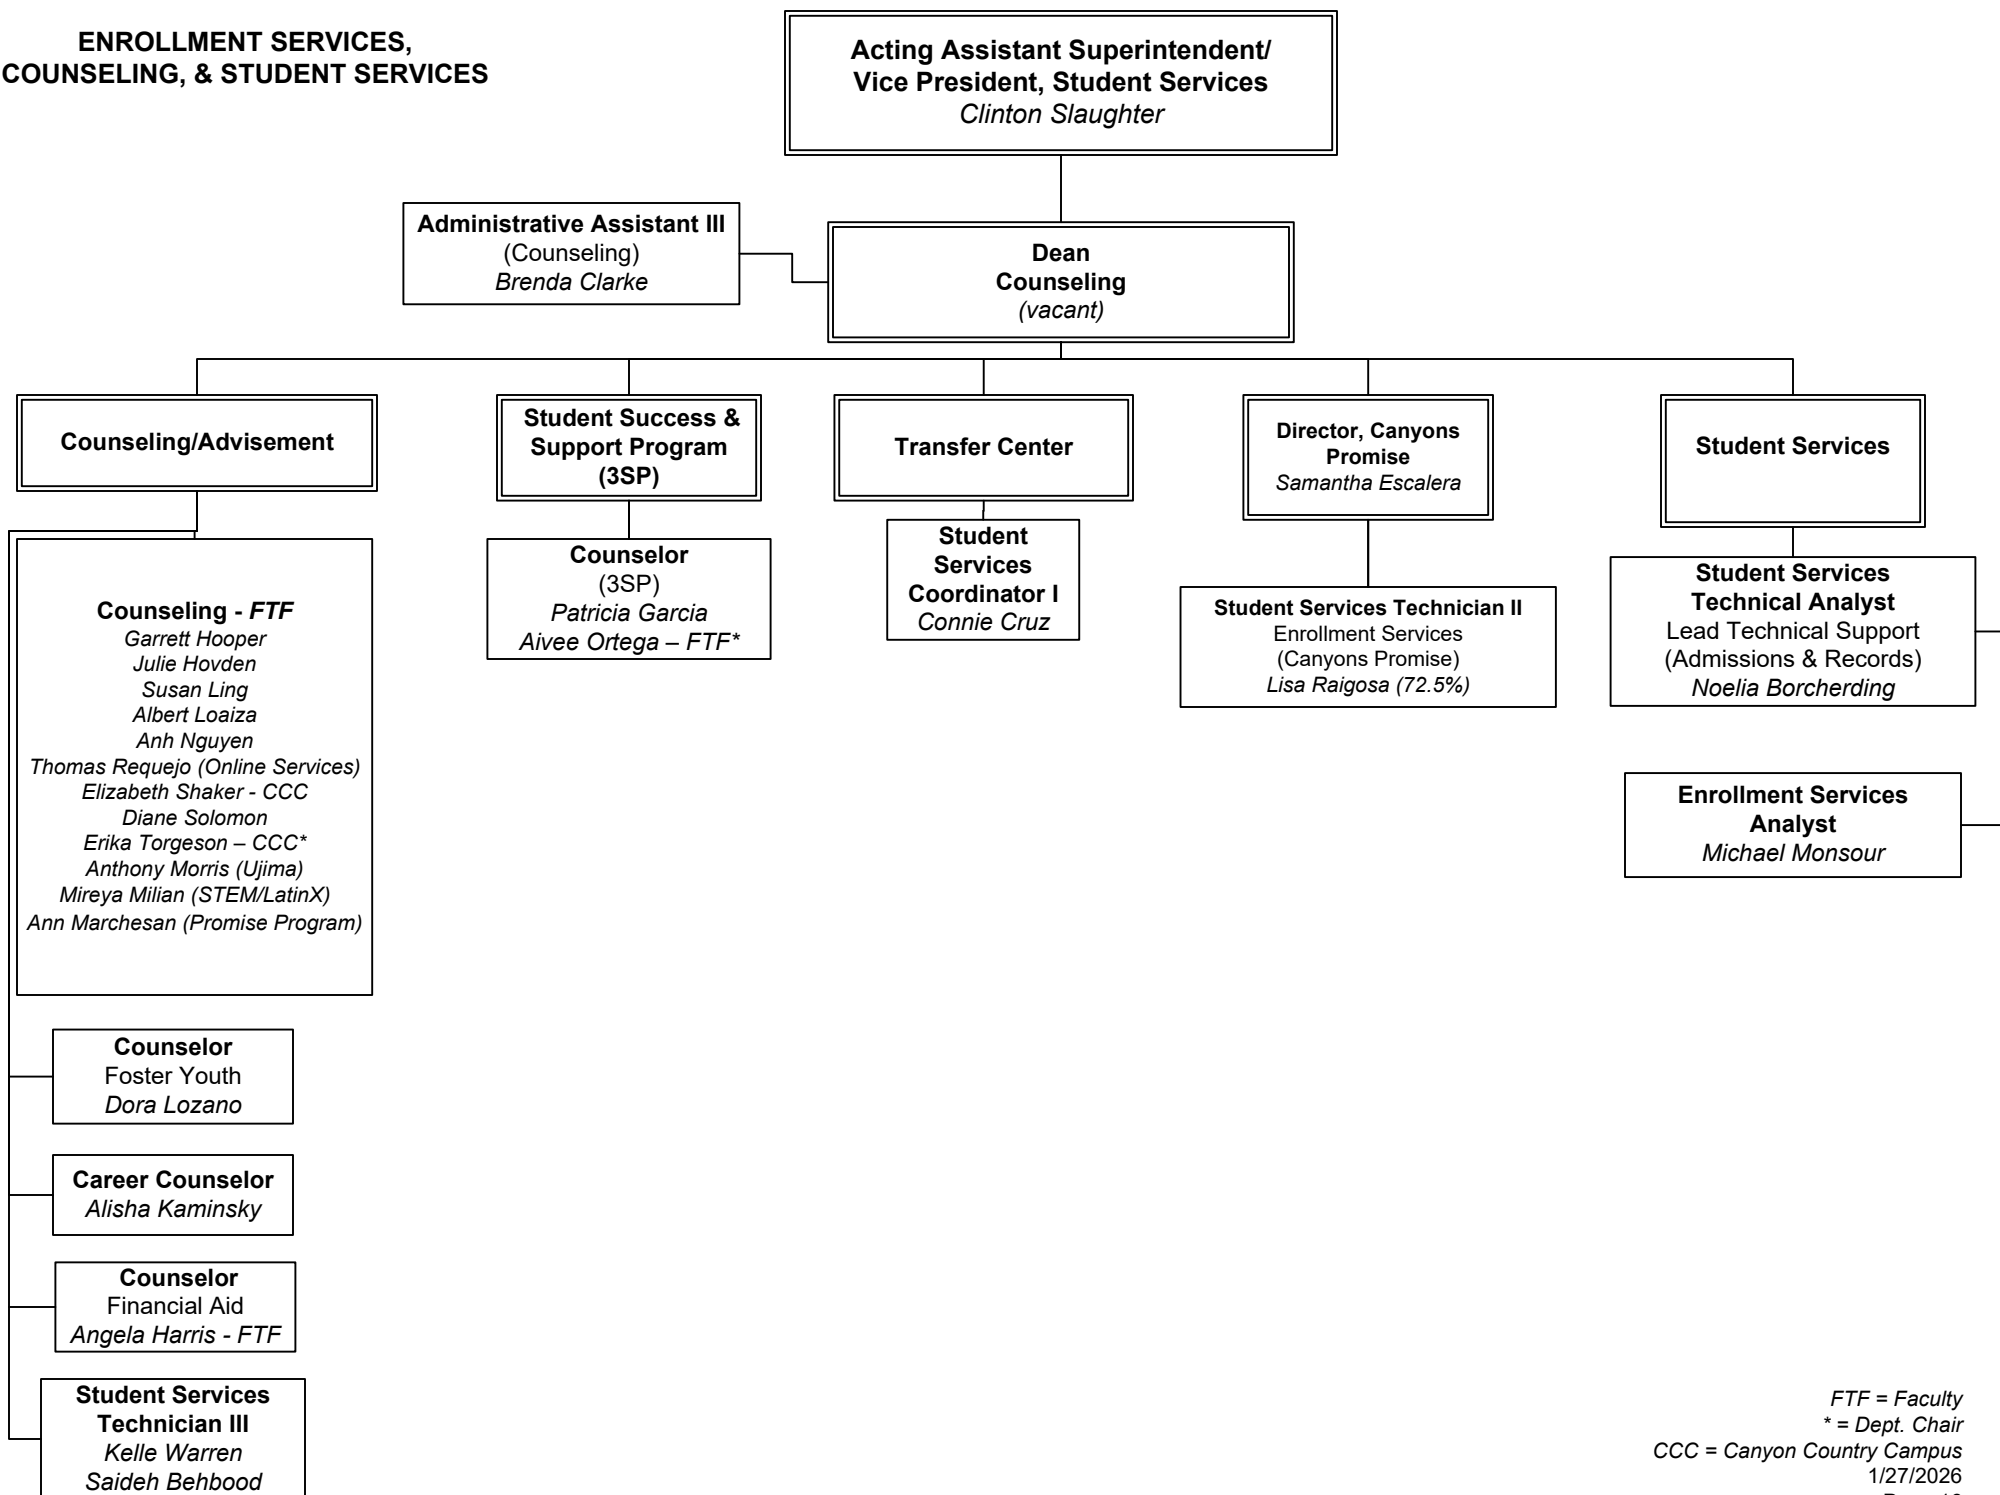 ENROLLMENT SERVICES,
COUNSELING, & STUDENT SERVICES
Acting Assistant Superintendent/
Vice President, Student Services
Clinton Slaughter
Administrative Assistant III
(Counseling)
Brenda Clarke
Dean
Counseling
(vacant)
Counseling/Advisement
Student Success &
Support Program
(3SP)
Transfer Center
Director, Canyons
Promise
Samantha Escalera
Student Services
Counseling - FTF
Garrett Hooper
Julie Hovden
Susan Ling
Albert Loaiza
Anh Nguyen
Thomas Requejo (Online Services)
Elizabeth Shaker - CCC
Diane Solomon
Erika Torgeson – CCC*
Anthony Morris (Ujima)
Mireya Milian (STEM/LatinX)
Ann Marchesan (Promise Program)
Counselor
(3SP)
Patricia Garcia
Aivee Ortega – FTF*
Student
Services
Coordinator I
Connie Cruz
Student Services Technician II
Enrollment Services
(Canyons Promise)
Lisa Raigosa (72.5%)
Student Services
Technical Analyst
Lead Technical Support
(Admissions & Records)
Noelia Borcherding
Enrollment Services
Analyst
Michael Monsour
Counselor
Foster Youth
Dora Lozano
Career Counselor
Alisha Kaminsky
Counselor
Financial Aid
Angela Harris - FTF
Student Services
Technician III
Kelle Warren
Saideh Behbood
FTF = Faculty
* = Dept. Chair
CCC = Canyon Country Campus
1/27/2026